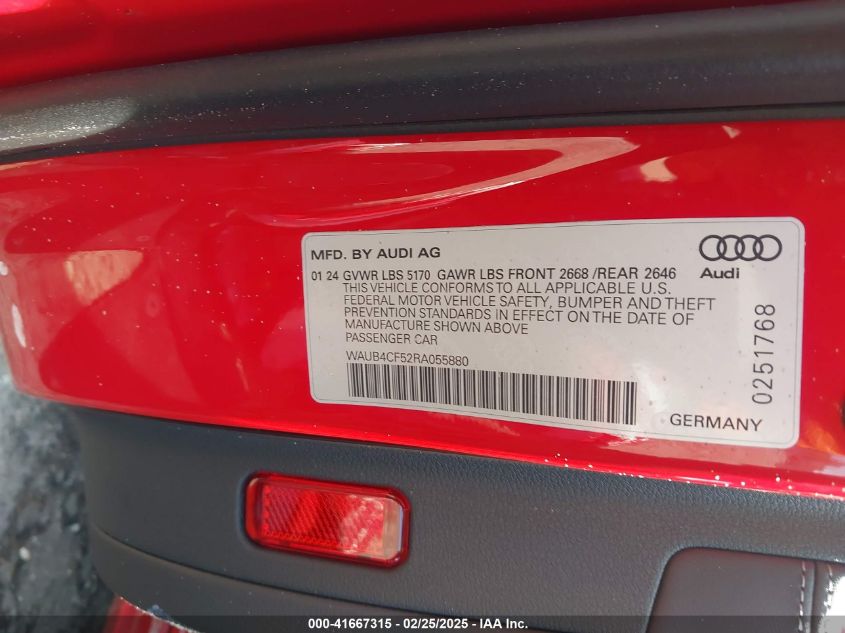 MFD. BY AUDI AG
Audi
01 24 GVWR LBS 5170 GAWR LBS FRONT 2668 /REAR 2646
THIS VEHICLE CONFORMS TO ALL APPLICABLE U.S.
FEDERAL MOTOR VEHICLE SAFETY, BUMPER AND THEFT
PREVENTION STANDARDS IN EFFECT ON THE DATE OF
MANUFACTURE SHOWN ABOVE
PASSENGER CAR
WAUB4CF52RA055880
0251768
GERMANY
000-41667315 - 02/25/2025 - IAA Inc.